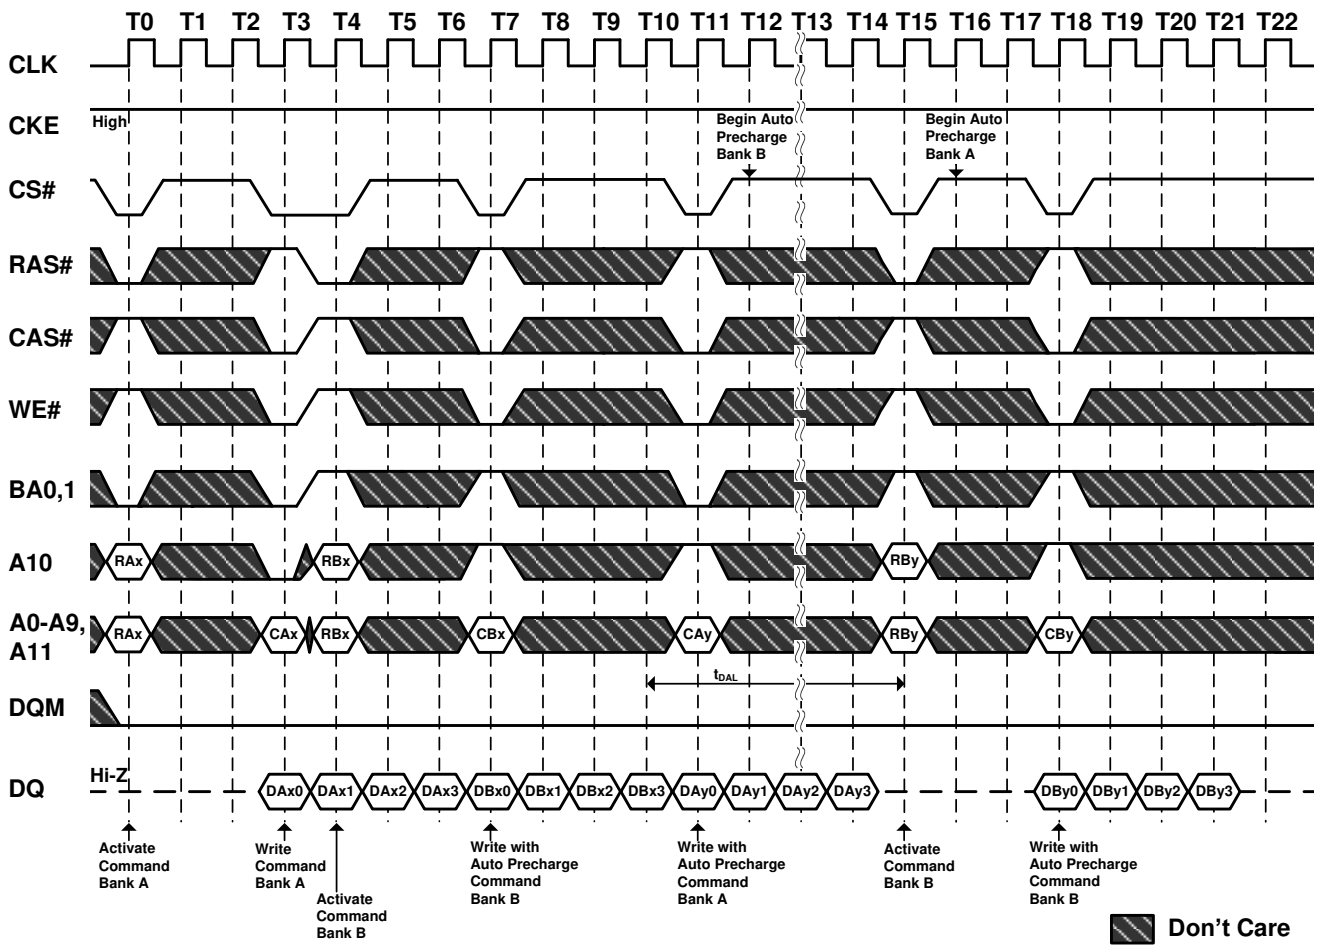 T0 T1 T2 T3 T4 T5 T6 T7 T8 T9 T10 T11 T12 T13 T14 T15 T16 T17 T18 T19 T20 T21 T22
CLK
CKE
High
Begin Auto
Precharge
Bank B
Begin Auto
Precharge
Bank A
CS#
RAS#
CAS#
WE#
BA0,1
A10
RAx RBx RBy
A0-A9,
A11
RAx CAx RBx CBx CAy RBy CBy
tDAL
DQM
DQ
Hi-Z
DAx0 DAx1 DAx2 DAx3 DBx0 DBx1 DBx2 DBx3 DAy0 DAy1 DAy2 DAy3 DBy0 DBy1 DBy2 DBy3
Activate
Command
Bank A
Write
Command
Bank A
Activate
Command
Bank B
Write with
Auto Precharge
Command
Bank B
Write with
Auto Precharge
Command
Bank A
Activate
Command
Bank B
Write with
Auto Precharge
Command
Bank B
Don't Care